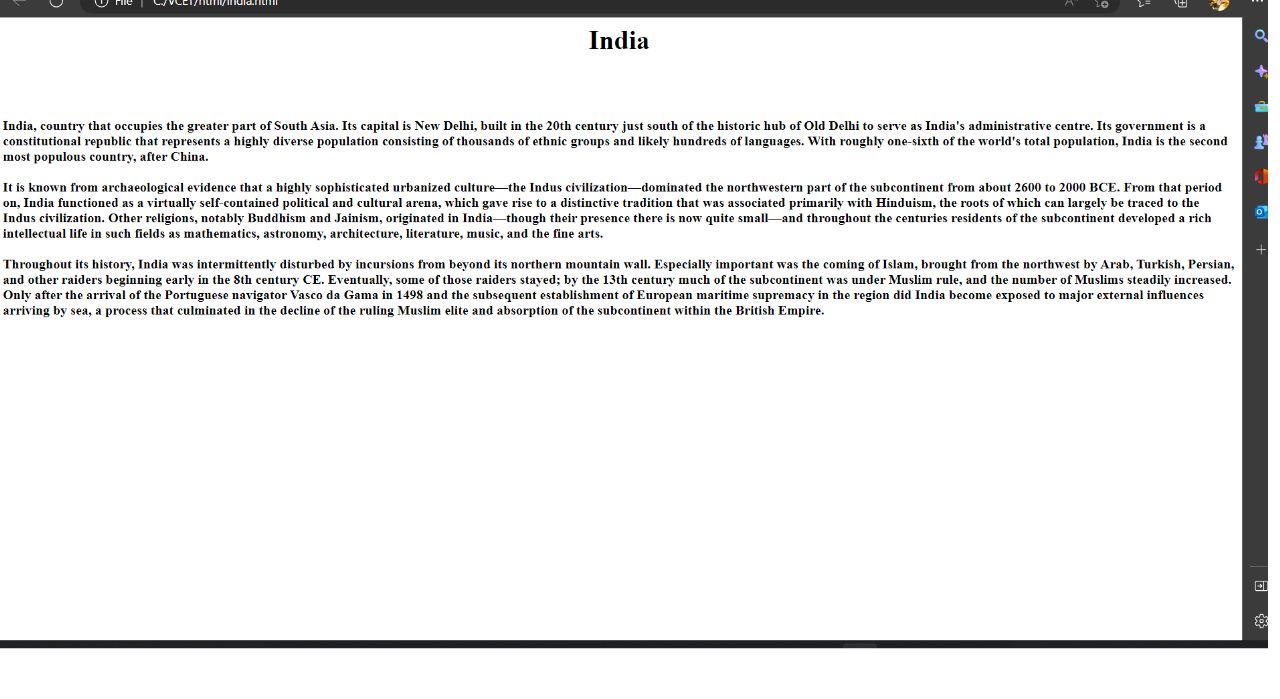 File | C:/VCET/html/india.html
India
India, country that occupies the greater part of South Asia. Its capital is New Delhi, built in the 20th century just south of the historic hub of Old Delhi to serve as India's administrative centre. Its government is a
constitutional republic that represents a highly diverse population consisting of thousands of ethnic groups and likely hundreds of languages. With roughly one-sixth of the world's total population, India is the second
most populous country, after China.
It is known from archaeological evidence that a highly sophisticated urbanized culture—the Indus civilization—dominated the northwestern part of the subcontinent from about 2600 to 2000 BCE. From that period
on, India functioned as a virtually self-contained political and cultural arena, which gave rise to a distinctive tradition that was associated primarily with Hinduism, the roots of which can largely be traced to the
Indus civilization. Other religions, notably Buddhism and Jainism, originated in India—though their presence there is now quite small—and throughout the centuries residents of the subcontinent developed a rich
intellectual life in such fields as mathematics, astronomy, architecture, literature, music, and the fine arts.
Throughout its history, India was intermittently disturbed by incursions from beyond its northern mountain wall. Especially important was the coming of Islam, brought from the northwest by Arab, Turkish, Persian,
and other raiders beginning early in the 8th century CE. Eventually, some of those raiders stayed; by the 13th century much of the subcontinent was under Muslim rule, and the number of Muslims steadily increased.
Only after the arrival of the Portuguese navigator Vasco da Gama in 1498 and the subsequent establishment of European maritime supremacy in the region did India become exposed to major external influences
arriving by sea, a process that culminated in the decline of the ruling Muslim elite and absorption of the subcontinent within the British Empire.